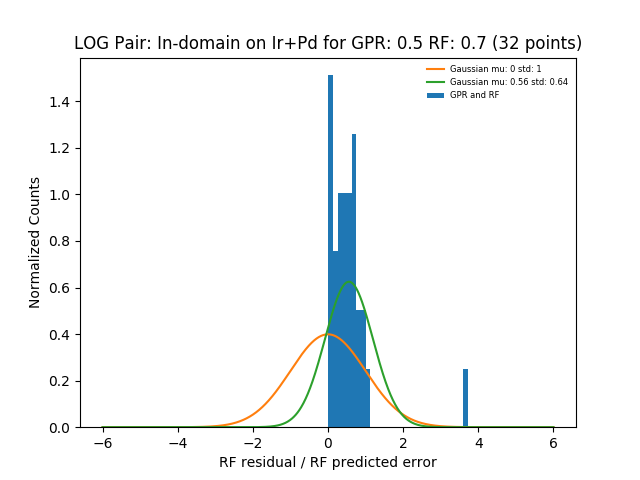 LOG Pair: In-domain on Ir+Pd for GPR: 0.5 RF: 0.7 (32 points)
Gaussian mu: 0 std: 1
Gaussian mu: 0.56 std: 0.64
GPR and RF
Normalized Counts
1.4
1.2
1.0
0.8
0.6
0.4
0.2
0.0
−6
−4
−2
0
2
4
6
RF residual / RF predicted error